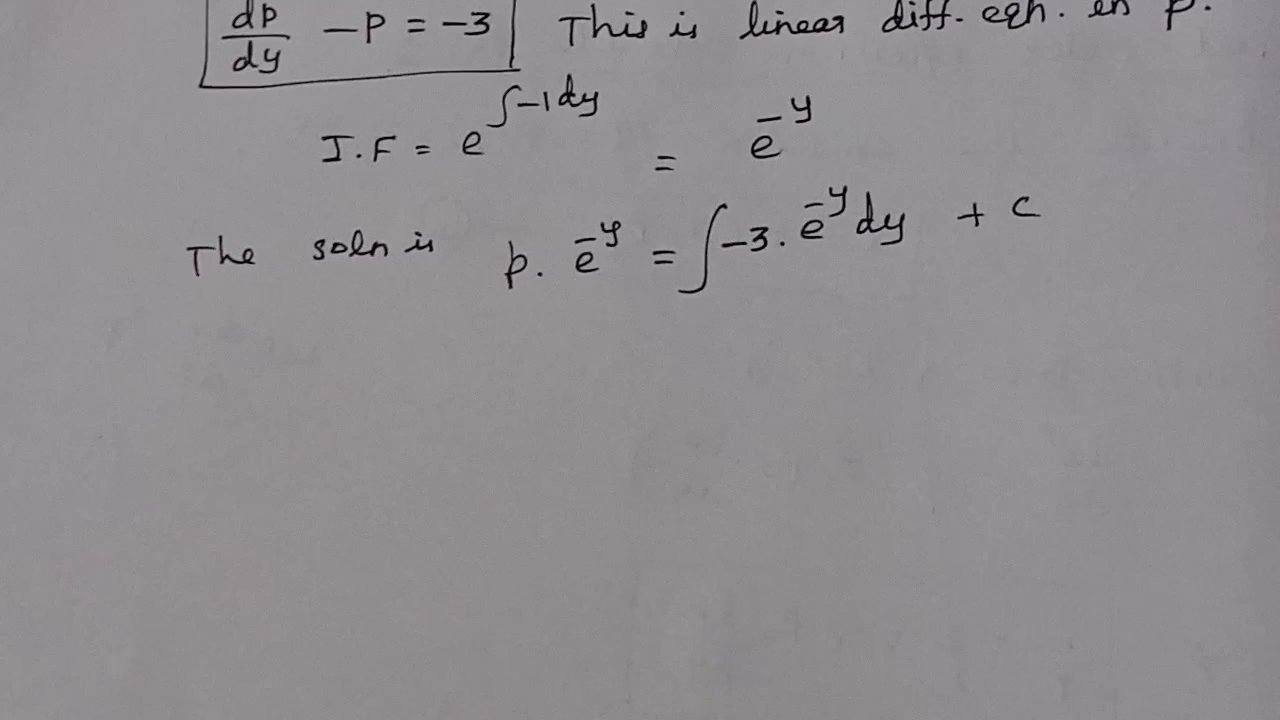 dp/dy - p = -3 This is linear diff. eqn. in p.
I.F = e^∫-1dy = e^-y
The soln is p. e^-y = ∫-3. e^-y dy + c